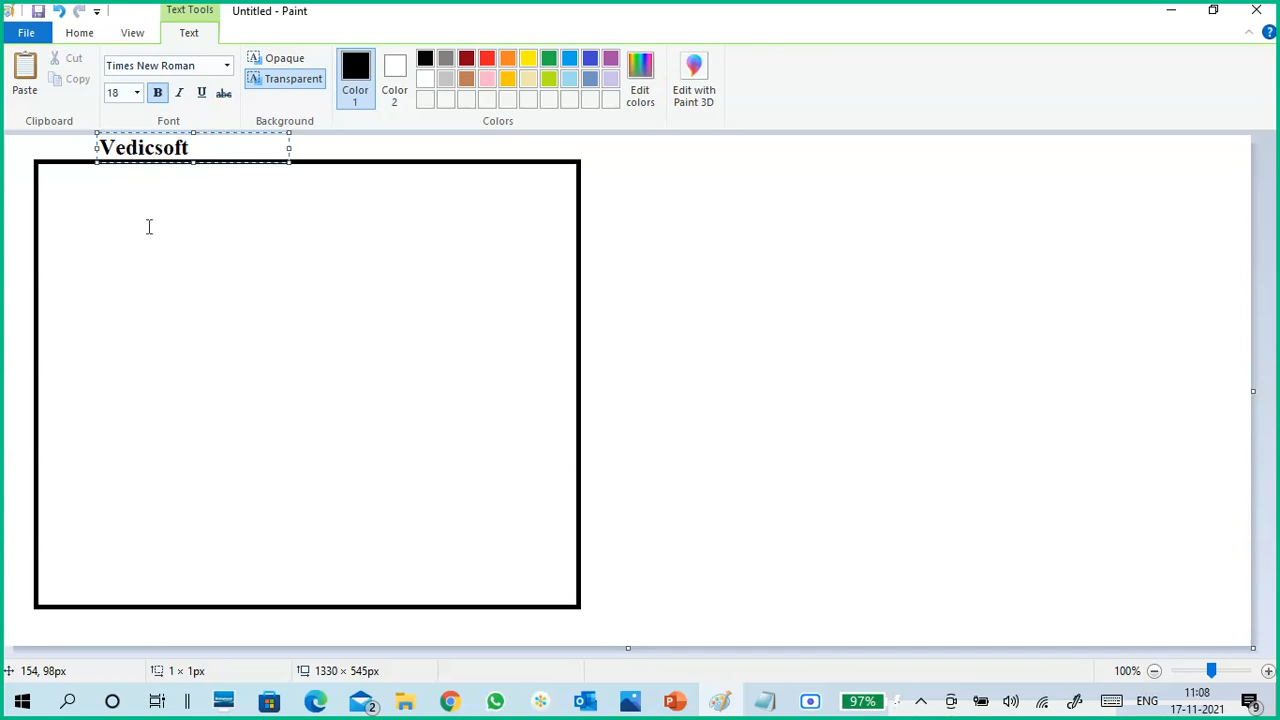 Text Tools
Untitled - Paint
File
Home
View
Text
Paste
Cut
Copy
Clipboard
Times New Roman
18
B
I
U
abc
Font
A Opaque
A Transparent
Background
Color 1
Color 2
Edit colors
Colors
Edit with Paint 3D
Vedicsoft
154, 98px
1 × 1px
1330 × 545px
100%
2
97%
ENG
11:08
17-11-2021
9